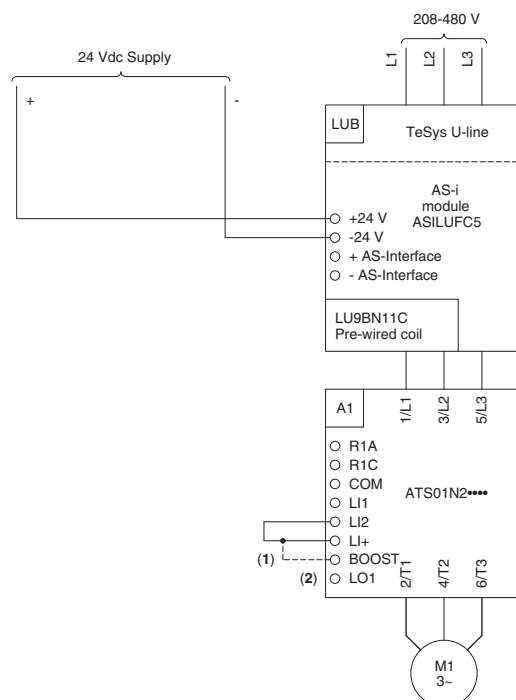 208-480 V
L1
L2
L3
24 Vdc Supply
+
-
LUB
TeSys U-line
AS-i
module
ASILUFC5
+24 V
-24 V
+ AS-Interface
- AS-Interface
LU9BN11C
Pre-wired coil
A1
1/L1
3/L2
5/L3
R1A
R1C
COM
LI1
ATS01N2••••
LI2
LI+
(1)
BOOST
(2)
LO1
2/T1
4/T2
6/T3
M1
3~